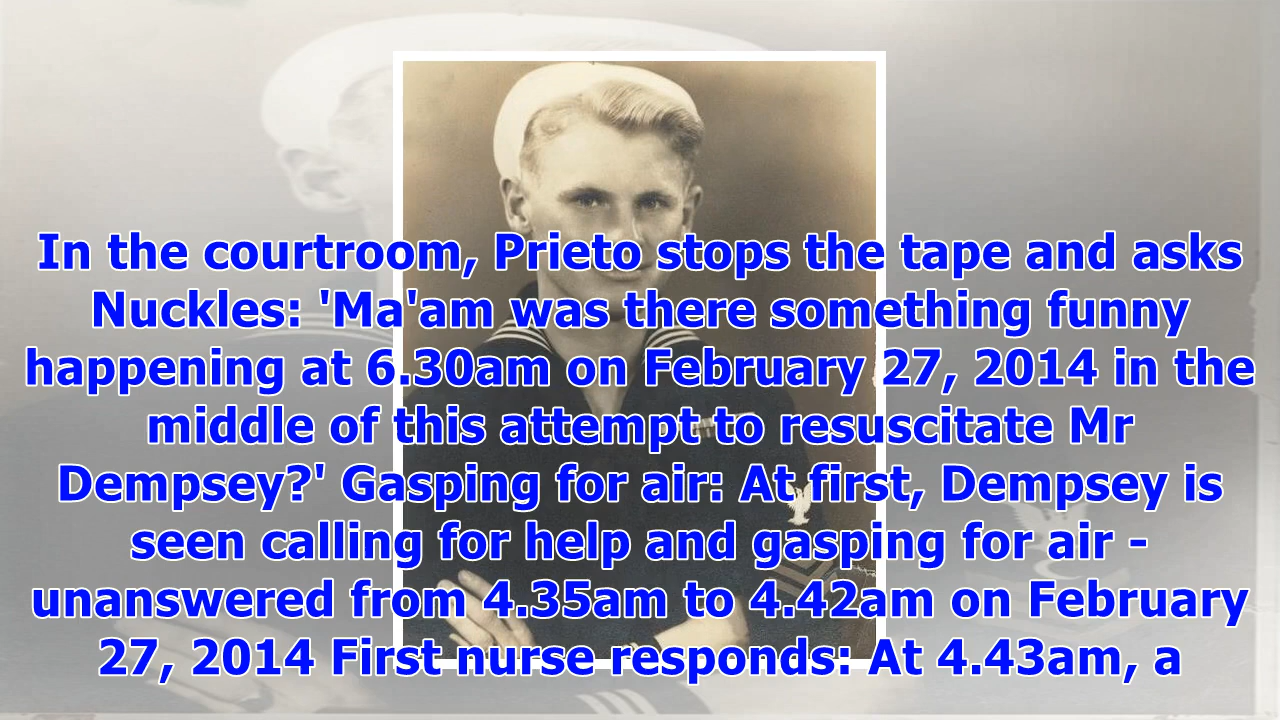 In the courtroom, Prieto stops the tape and asks
Nuckles: 'Ma'am was there something funny
happening at 6.30am on February 27, 2014 in the
middle of this attempt to resuscitate Mr
Dempsey?' Gasping for air: At first, Dempsey is
seen calling for help and gasping for air -
unanswered from 4.35am to 4.42am on February
27, 2014 First nurse responds: At 4.43am, a